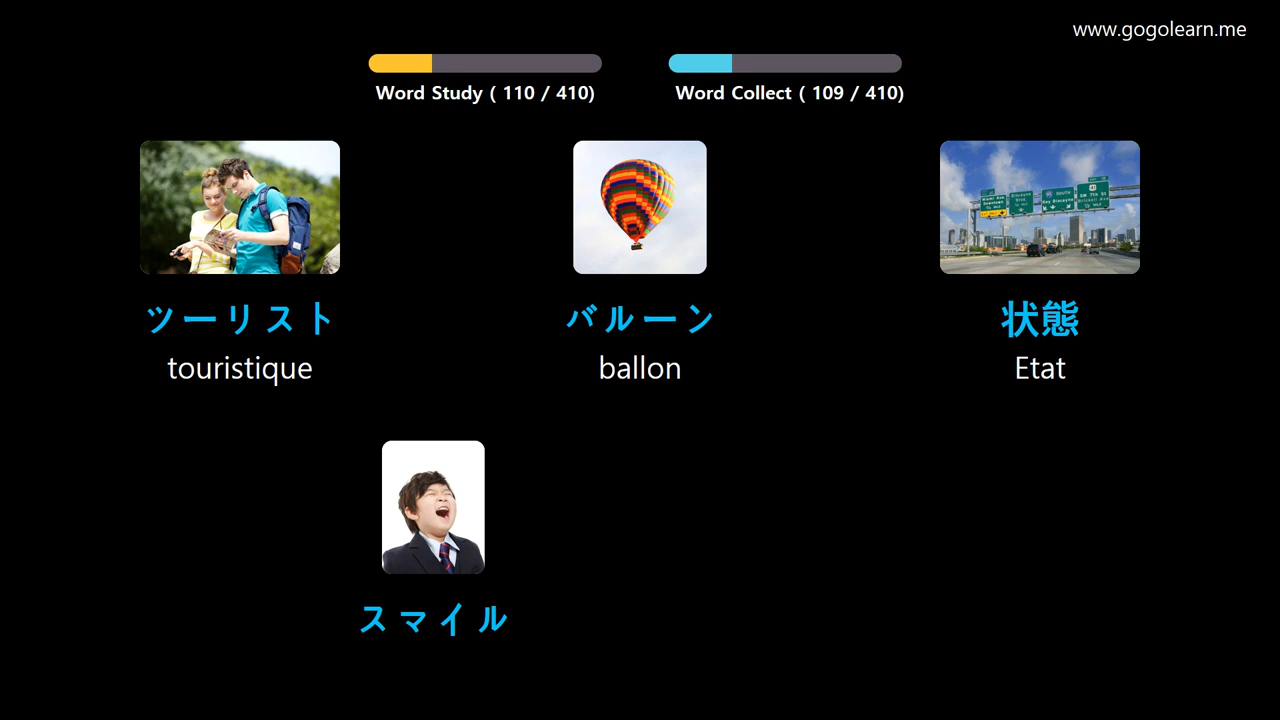 www.gogolearn.me
Word Study ( 110 / 410)
Word Collect ( 109 / 410)
ツーリスト
touristique
バルーン
ballon
状態
Etat
スマイル